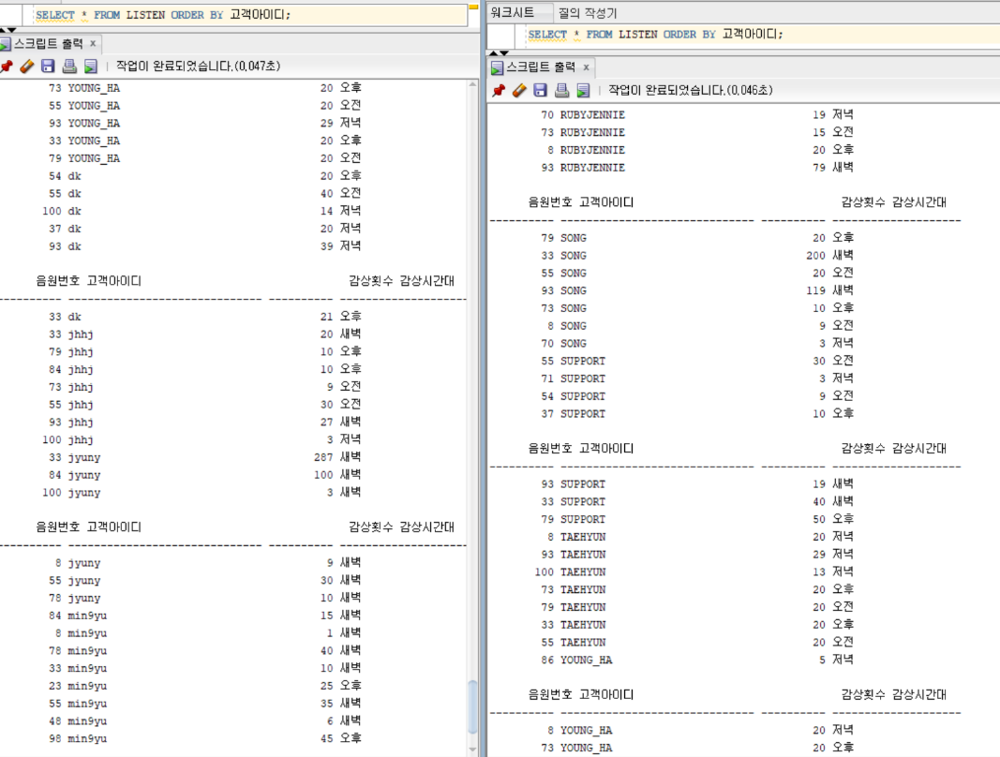 SELECT * FROM LISTEN ORDER BY 고객아이디;
스크립트 출력 x
작업이 완료되었습니다.(0,047초)
73 YOUNG_HA 20 오후
55 YOUNG_HA 20 오전
93 YOUNG_HA 29 저녁
33 YOUNG_HA 20 오후
79 YOUNG_HA 20 오전
54 dk 20 오후
55 dk 40 오전
100 dk 14 저녁
37 dk 20 저녁
93 dk 39 저녁
음원번호 고객아이디 감상횟수 감상시간대
33 dk 21 오후
33 jhhj 20 새벽
79 jhhj 10 오후
84 jhhj 10 오후
73 jhhj 9 오전
55 jhhj 30 오전
93 jhhj 27 새벽
100 jhhj 3 저녁
33 jyuny 287 새벽
84 jyuny 100 새벽
100 jyuny 3 새벽
음원번호 고객아이디 감상횟수 감상시간대
8 jyuny 9 새벽
55 jyuny 30 새벽
78 jyuny 10 새벽
84 min9yu 15 새벽
8 min9yu 1 새벽
78 min9yu 40 새벽
33 min9yu 10 새벽
23 min9yu 25 오후
55 min9yu 35 새벽
48 min9yu 6 새벽
98 min9yu 45 오후
워크시트 질의 작성기
SELECT * FROM LISTEN ORDER BY 고객아이디;
스크립트 출력 x
작업이 완료되었습니다.(0,046초)
70 RUBYJENNIE 19 저녁
73 RUBYJENNIE 15 오전
8 RUBYJENNIE 20 오후
93 RUBYJENNIE 79 새벽
음원번호 고객아이디 감상횟수 감상시간대
79 SONG 20 오후
33 SONG 200 새벽
55 SONG 20 오전
93 SONG 119 새벽
73 SONG 10 오후
8 SONG 9 오전
70 SONG 3 저녁
55 SUPPORT 30 오전
71 SUPPORT 3 저녁
54 SUPPORT 9 오전
37 SUPPORT 10 오후
음원번호 고객아이디 감상횟수 감상시간대
93 SUPPORT 19 새벽
33 SUPPORT 40 새벽
79 SUPPORT 50 오후
8 TAEHYUN 20 저녁
93 TAEHYUN 29 저녁
100 TAEHYUN 13 저녁
73 TAEHYUN 20 오후
79 TAEHYUN 20 오전
33 TAEHYUN 20 오후
55 TAEHYUN 20 오전
86 YOUNG_HA 5 저녁
음원번호 고객아이디 감상횟수 감상시간대
8 YOUNG_HA 20 저녁
73 YOUNG_HA 20 오후